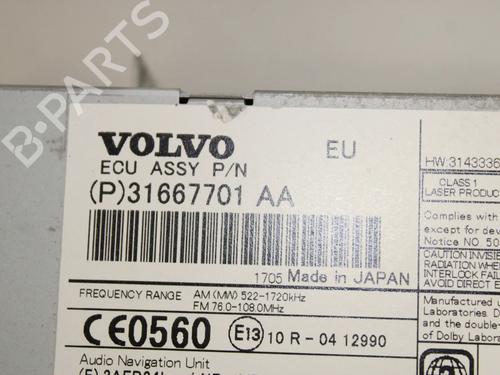 VOLVO
EU
ECU ASSY P/N
(P)31667701 AA
1705 Made in JAPAN
FREQUENCY RANGE
AM (MW) 522-1720kHz
FM 76.0-108.0MHz
CE0560 E13 10 R - 04 12990
Audio Navigation Unit
HW:3143336
CLASS 1
LASER PRODUC
Complies with
except for dev
Notice NO. 50
CAUTION INVISI
RADIATION WHE
INTERLOCK FAIL
AVOID DIRECT E
Manufactured
Laboratories. D
and the double
of Dolby Laborat
B-PARTS